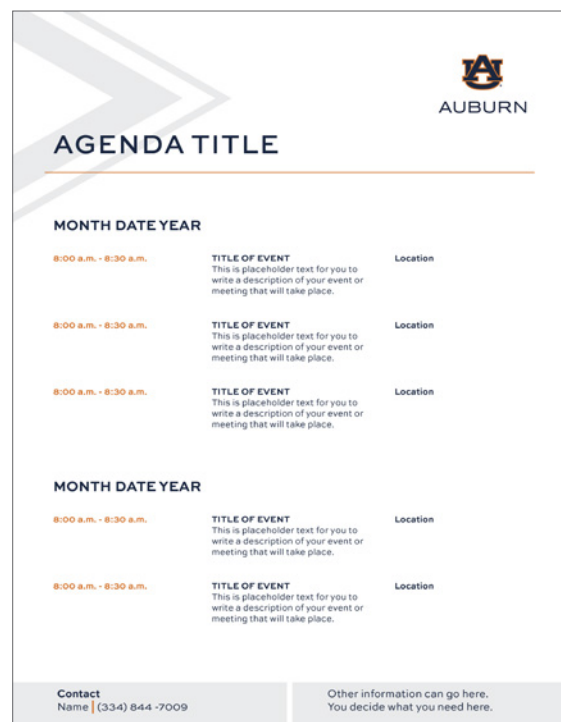 AU
AUBURN
AGENDA TITLE
MONTH DATE YEAR
8:00 a.m. - 8:30 a.m.
TITLE OF EVENT
This is placeholder text for you to
write a description of your event or
meeting that will take place.
Location
8:00 a.m. - 8:30 a.m.
TITLE OF EVENT
This is placeholder text for you to
write a description of your event or
meeting that will take place.
Location
8:00 a.m. - 8:30 a.m.
TITLE OF EVENT
This is placeholder text for you to
write a description of your event or
meeting that will take place.
Location
MONTH DATE YEAR
8:00 a.m. - 8:30 a.m.
TITLE OF EVENT
This is placeholder text for you to
write a description of your event or
meeting that will take place.
Location
8:00 a.m. - 8:30 a.m.
TITLE OF EVENT
This is placeholder text for you to
write a description of your event or
meeting that will take place.
Location
Contact
Name | (334) 844 -7009
Other information can go here.
You decide what you need here.